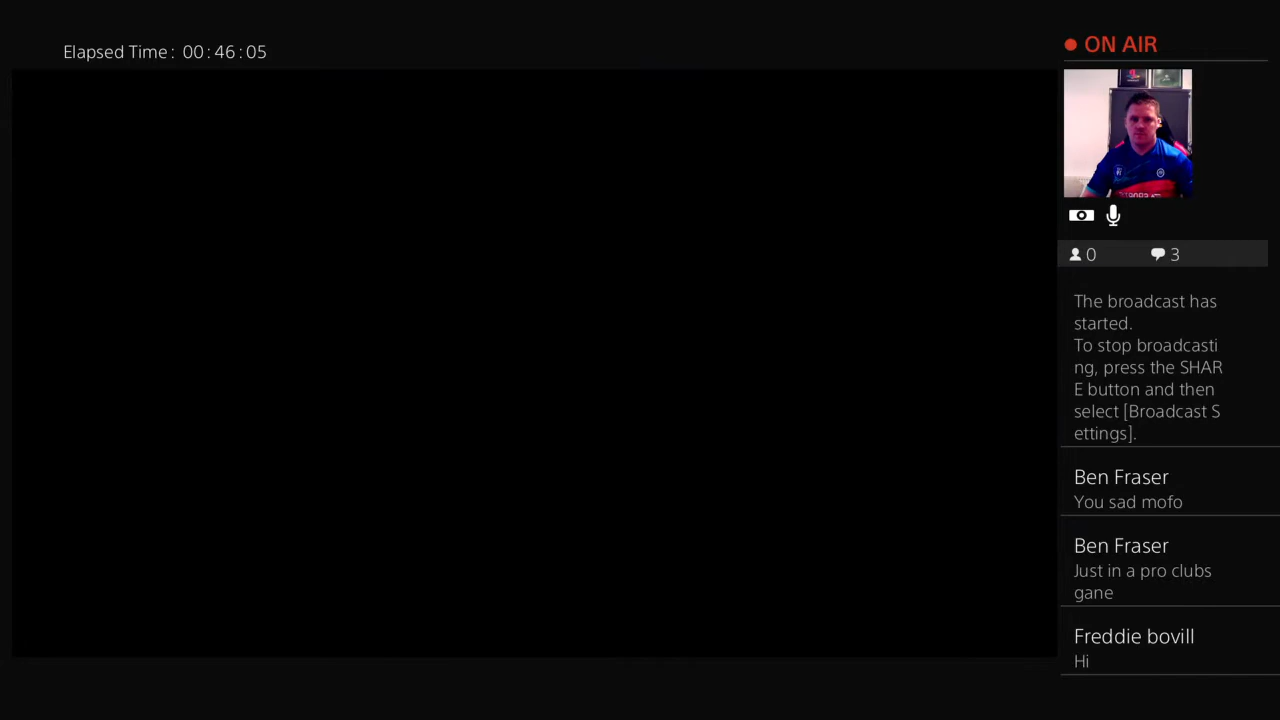 Elapsed Time: 00:46:05
ON AIR
0 3
The broadcast has
started.
To stop broadcasti
ng, press the SHAR
E button and then
select [Broadcast S
ettings].
Ben Fraser
You sad mofo
Ben Fraser
Just in a pro clubs
gane
Freddie bovill
Hi